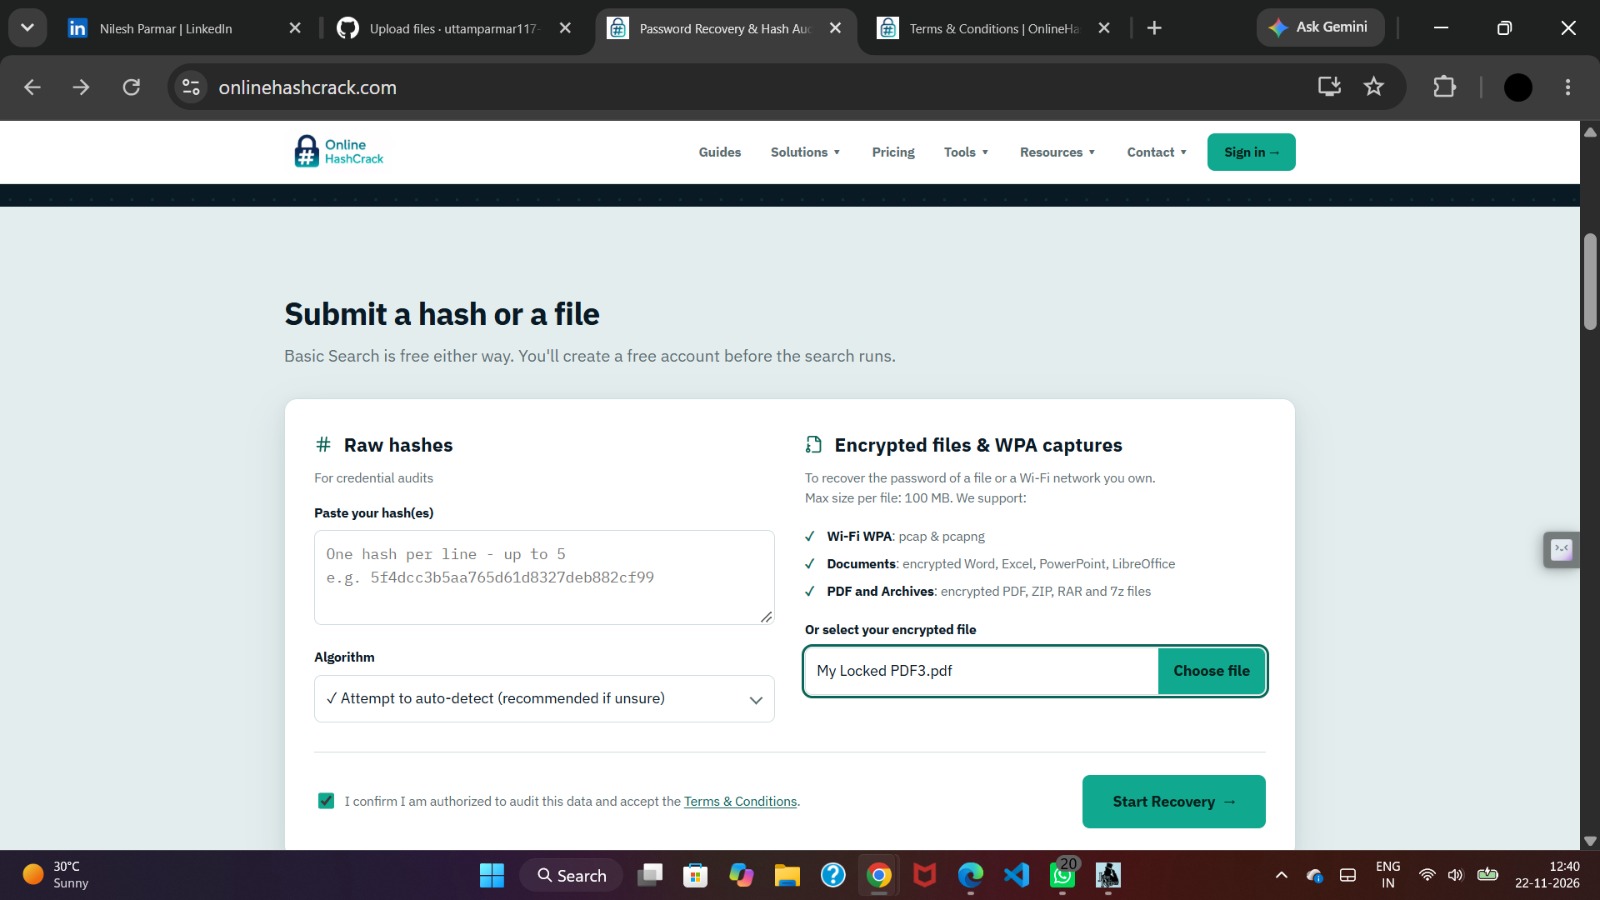 Nilesh Parmar | LinkedIn
Upload files · uttamparmar117-
Password Recovery & Hash Au
Terms & Conditions | OnlineHa
Ask Gemini
onlinehashcrack.com
Online
HashCrack
Guides
Solutions
Pricing
Tools
Resources
Contact
Sign in →
Submit a hash or a file
Basic Search is free either way. You'll create a free account before the search runs.
# Raw hashes
For credential audits
Paste your hash(es)
One hash per line - up to 5
e.g. 5f4dcc3b5aa765d61d8327deb882cf99
Algorithm
✓ Attempt to auto-detect (recommended if unsure)
Encrypted files & WPA captures
To recover the password of a file or a Wi-Fi network you own.
Max size per file: 100 MB. We support:
✓ Wi-Fi WPA: pcap & pcapng
✓ Documents: encrypted Word, Excel, PowerPoint, LibreOffice
✓ PDF and Archives: encrypted PDF, ZIP, RAR and 7z files
Or select your encrypted file
My Locked PDF3.pdf
Choose file
I confirm I am authorized to audit this data and accept the Terms & Conditions.
Start Recovery →
30°C
Sunny
Search
20
ENG
IN
12:40
22-11-2026